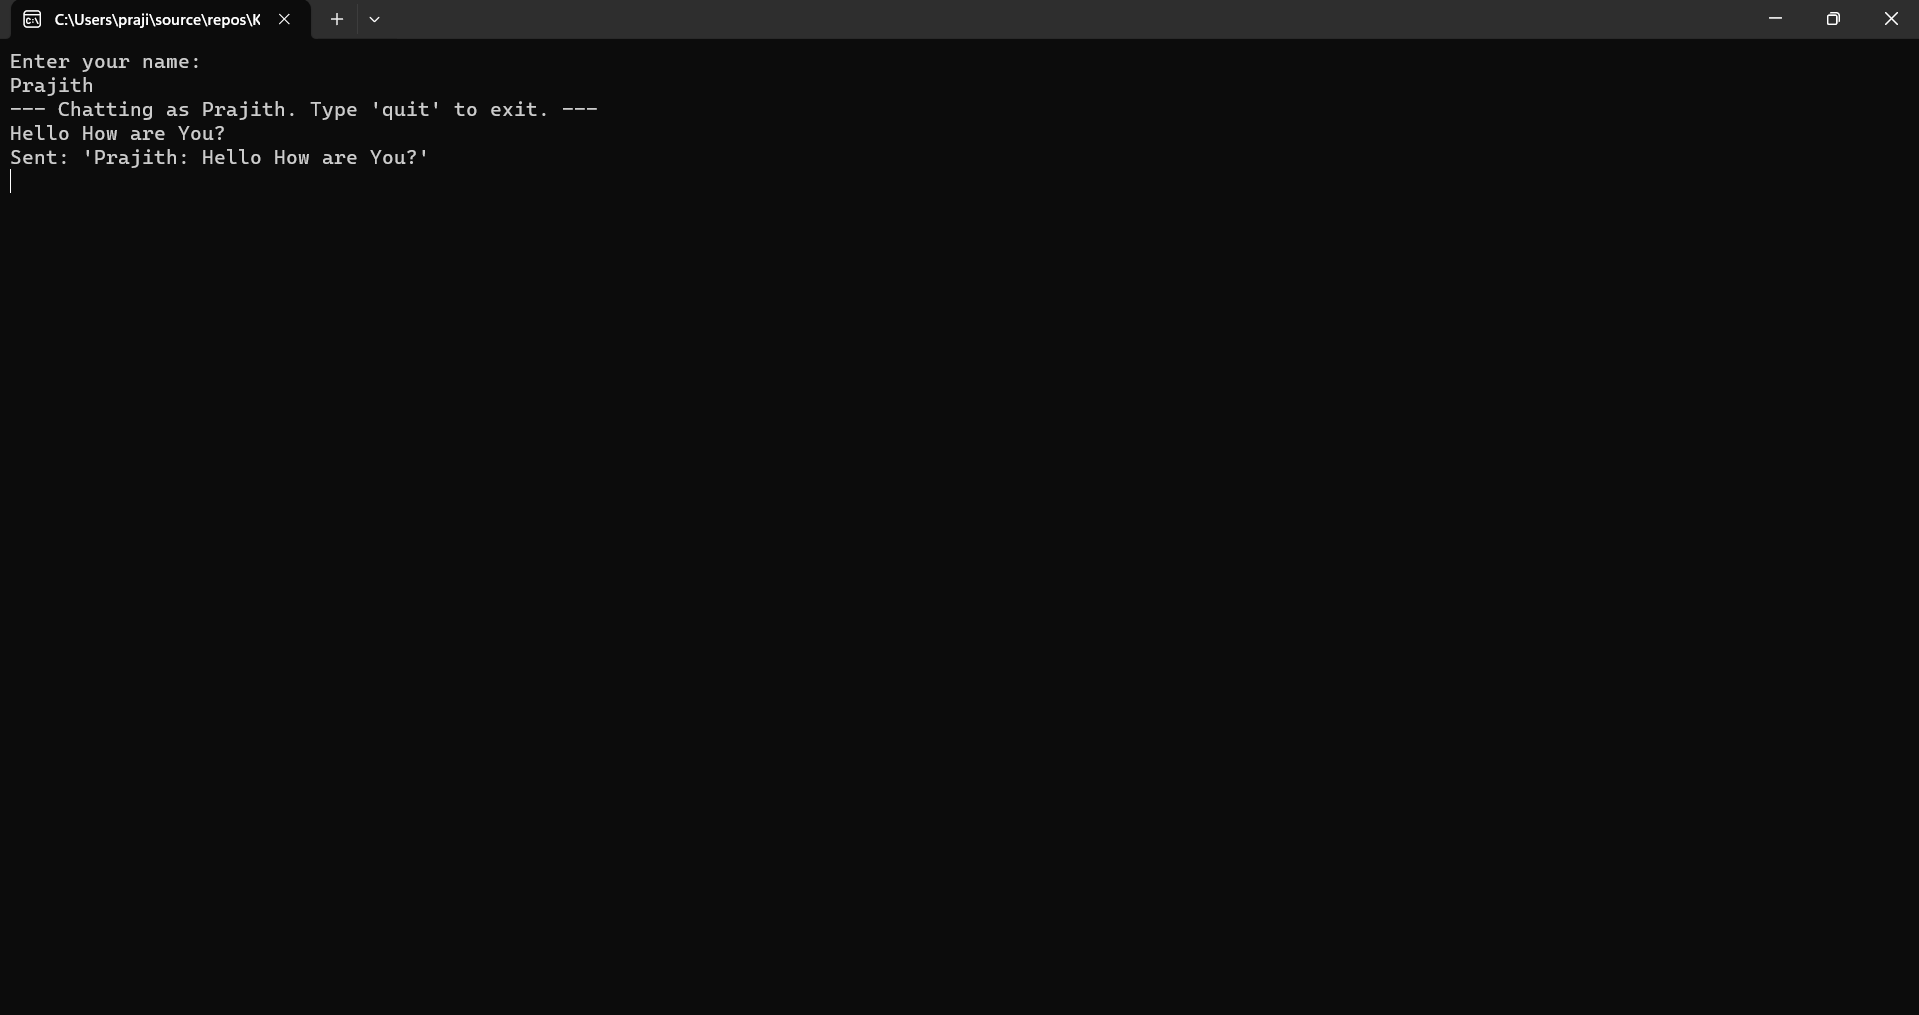 C:\Users\praji\source\repos\K
Enter your name:
Prajith
--- Chatting as Prajith. Type 'quit' to exit. ---
Hello How are You?
Sent: 'Prajith: Hello How are You?'